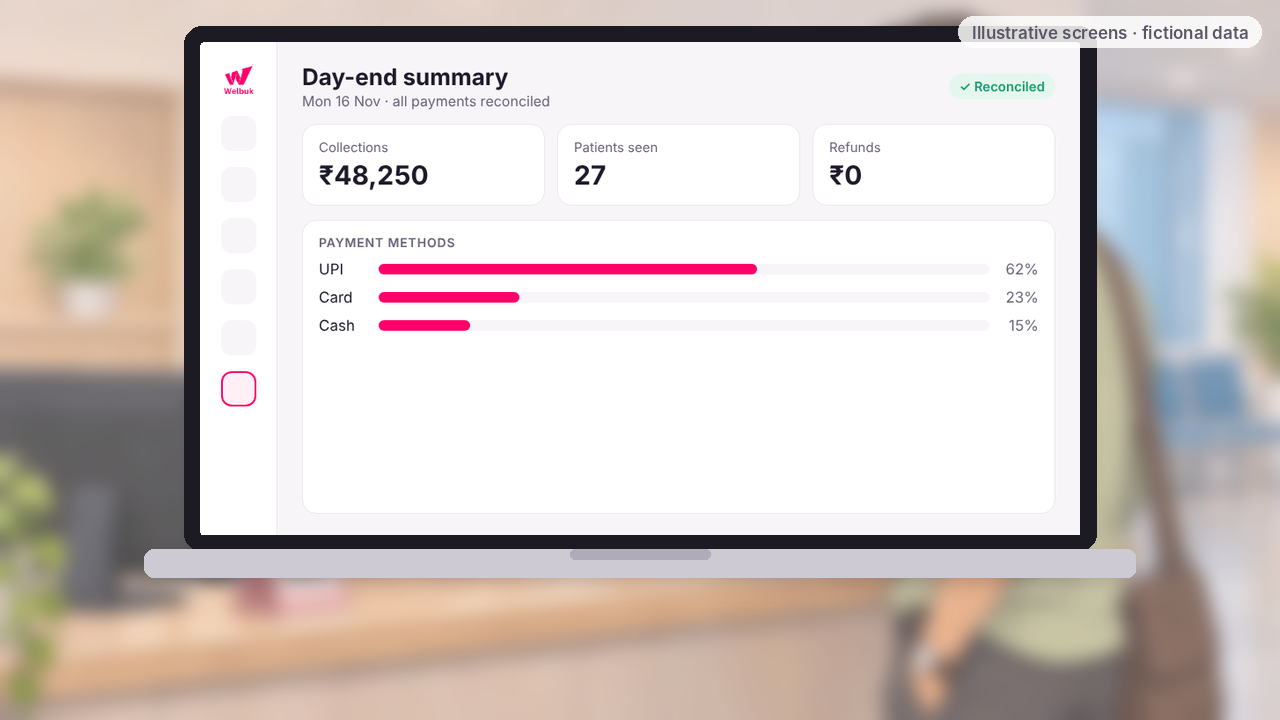 Illustrative screens · fictional data
Welbuk
Day-end summary
Mon 16 Nov · all payments reconciled
✓ Reconciled
Collections
₹48,250
Patients seen
27
Refunds
₹0
PAYMENT METHODS
UPI 62%
Card 23%
Cash 15%